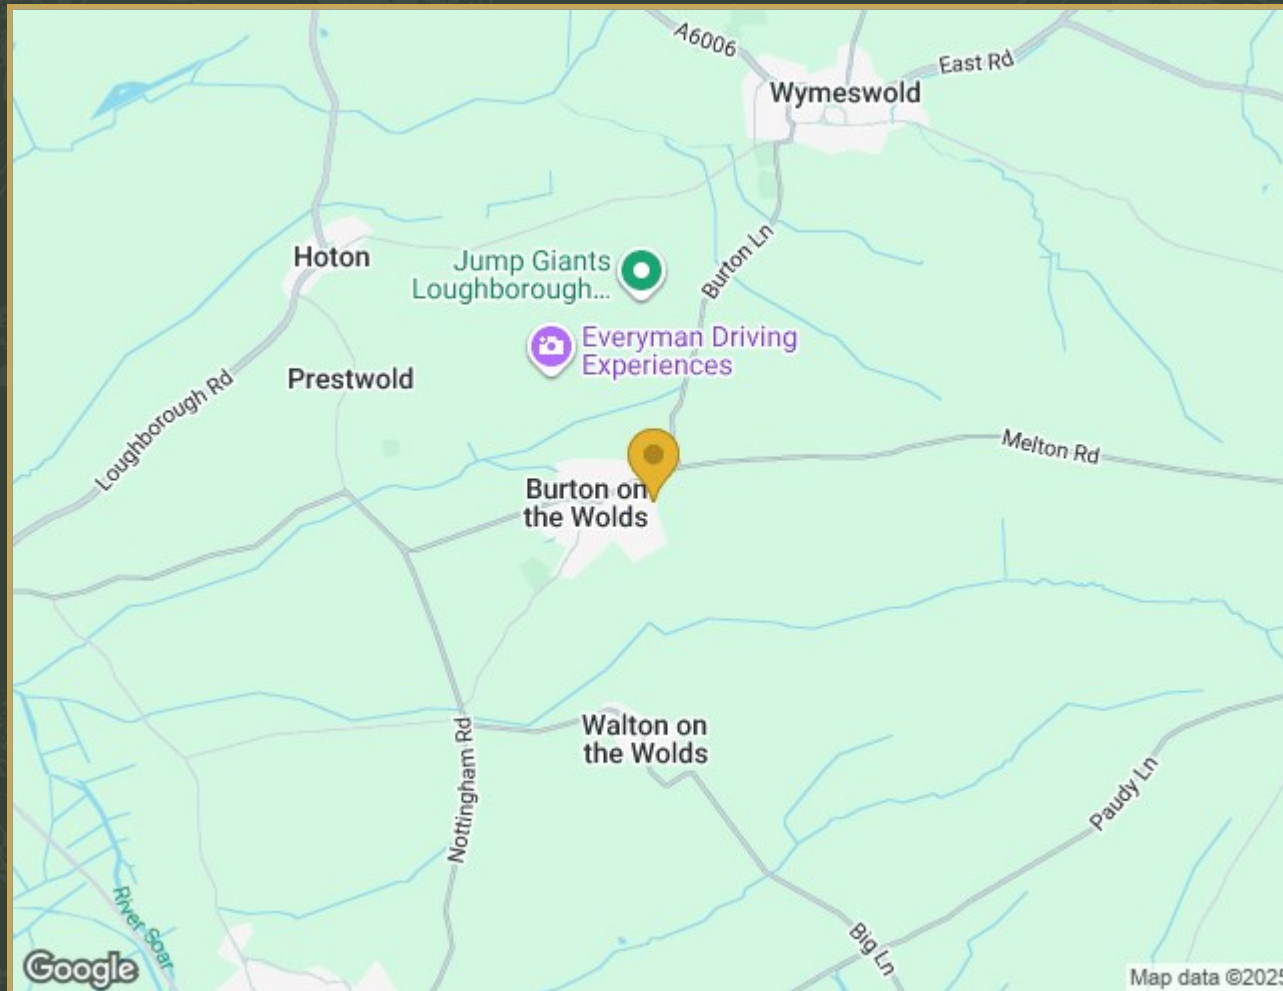 A6006
East Rd
Wymeswold
Burton Ln
Hoton
Jump Giants
Loughborough...
Everyman Driving
Experiences
Prestwold
Loughborough Rd
Melton Rd
Burton on
the Wolds
Walton on
the Wolds
Nottingham Rd
Paudy Ln
River Soar
Big Ln
Google
Map data ©2025